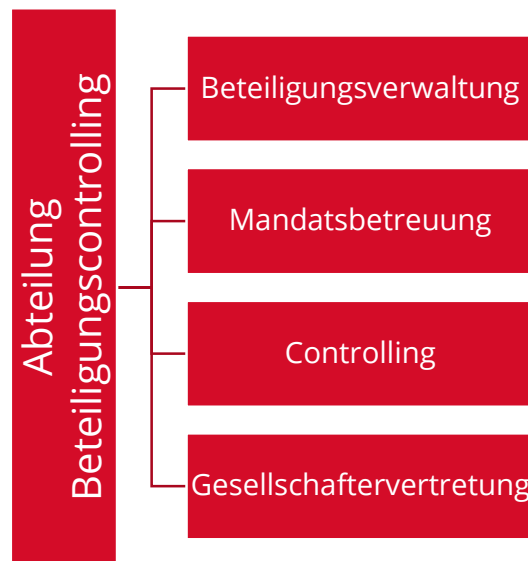 Abteilung
Beteiligungscontrolling
Beteiligungsverwaltung
Mandatsbetreuung
Controlling
Gesellschaftervertretung